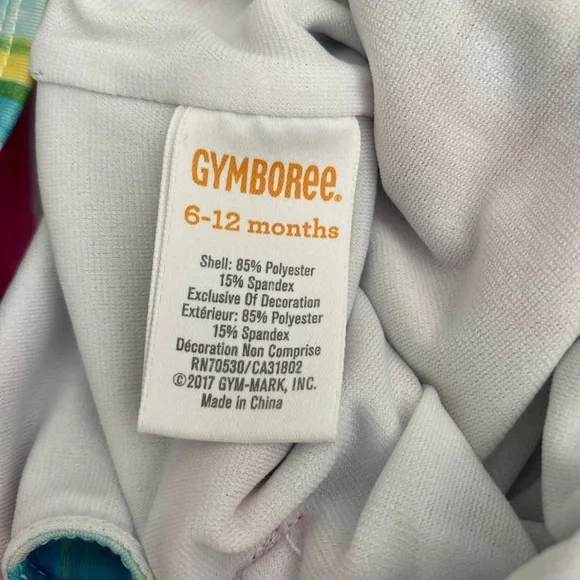 GYMBOREE.
6-12 months
Shell: 85% Polyester
15% Spandex
Exclusive Of Decoration
Extérieur: 85% Polyester
15% Spandex
Décoration Non Comprise
RN70530/CA31802
©2017 GYM-MARK, INC.
Made in China